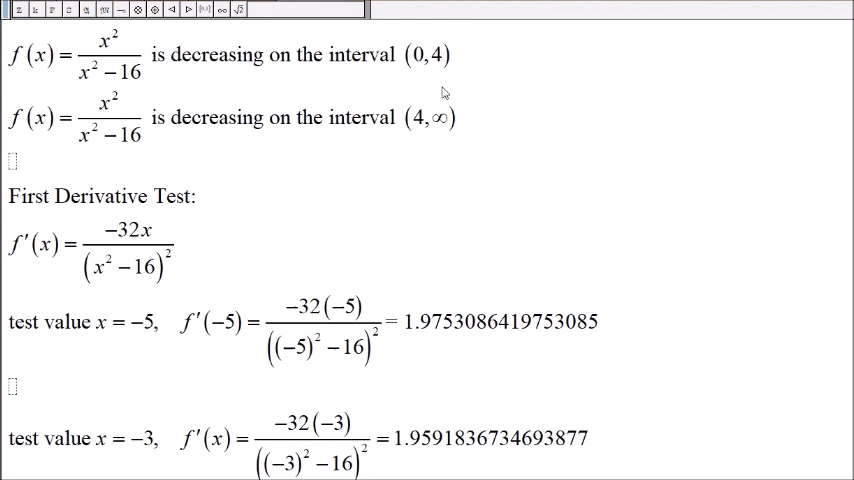 f(x) = x² / (x² − 16) is decreasing on the interval (0,4)
f(x) = x² / (x² − 16) is decreasing on the interval (4,∞)
First Derivative Test:
f′(x) = −32x / (x² − 16)²
test value x = −5, f′(−5) = −32(−5) / ((−5)² − 16)² = 1.9753086419753085
test value x = −3, f′(x) = −32(−3) / ((−3)² − 16)² = 1.9591836734693877